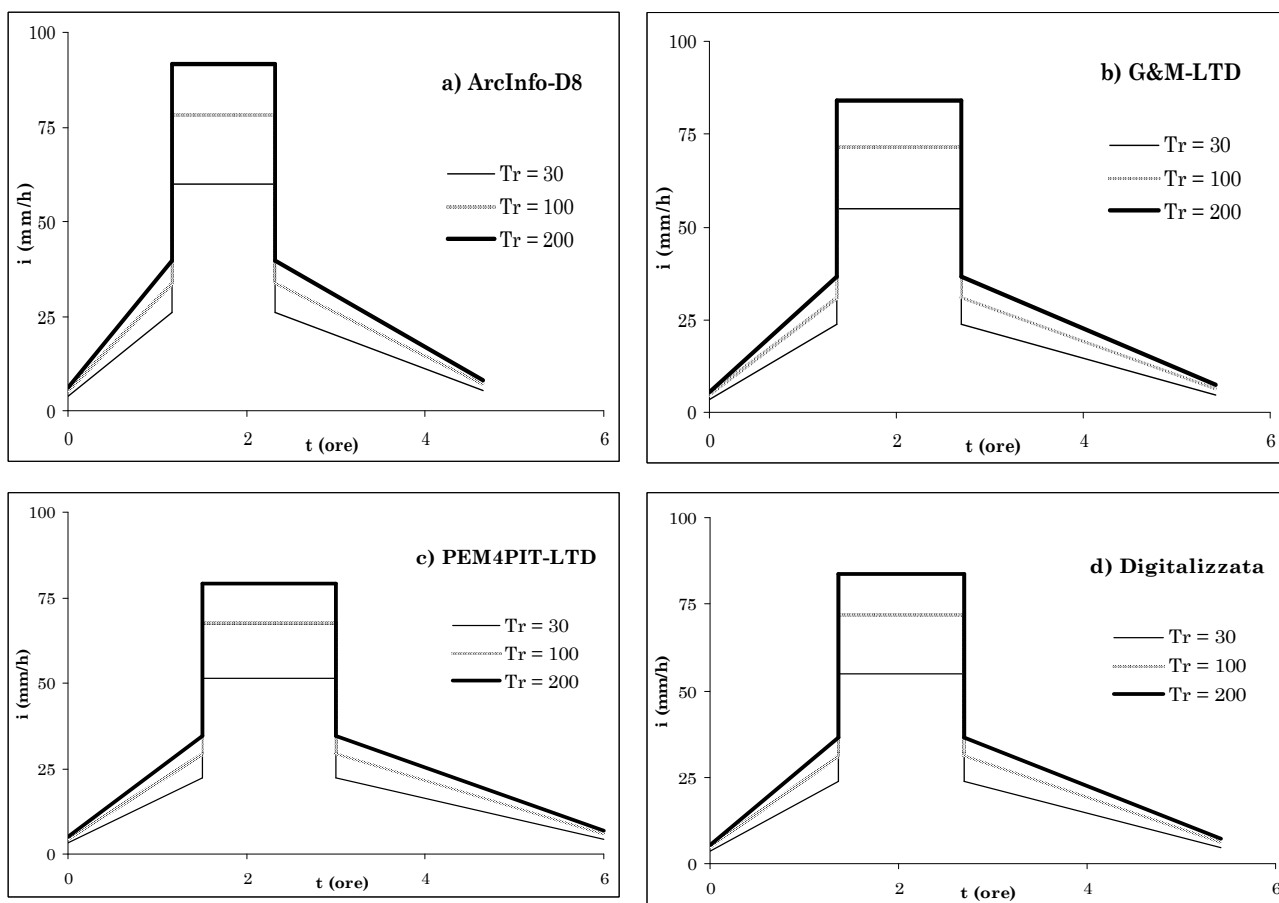 a) ArcInfo-D8
100
75
50
25
0
i (mm/h)
Tr = 30
Tr = 100
Tr = 200
0
2
4
6
t (ore)
b) G&M-LTD
100
75
50
25
0
i (mm/h)
Tr = 30
Tr = 100
Tr = 200
0
2
4
6
t (ore)
c) PEM4PIT-LTD
100
75
50
25
0
i (mm/h)
Tr = 30
Tr = 100
Tr = 200
0
2
4
6
t (ore)
d) Digitalizzata
100
75
50
25
0
i (mm/h)
Tr = 30
Tr = 100
Tr = 200
0
2
4
6
t (ore)